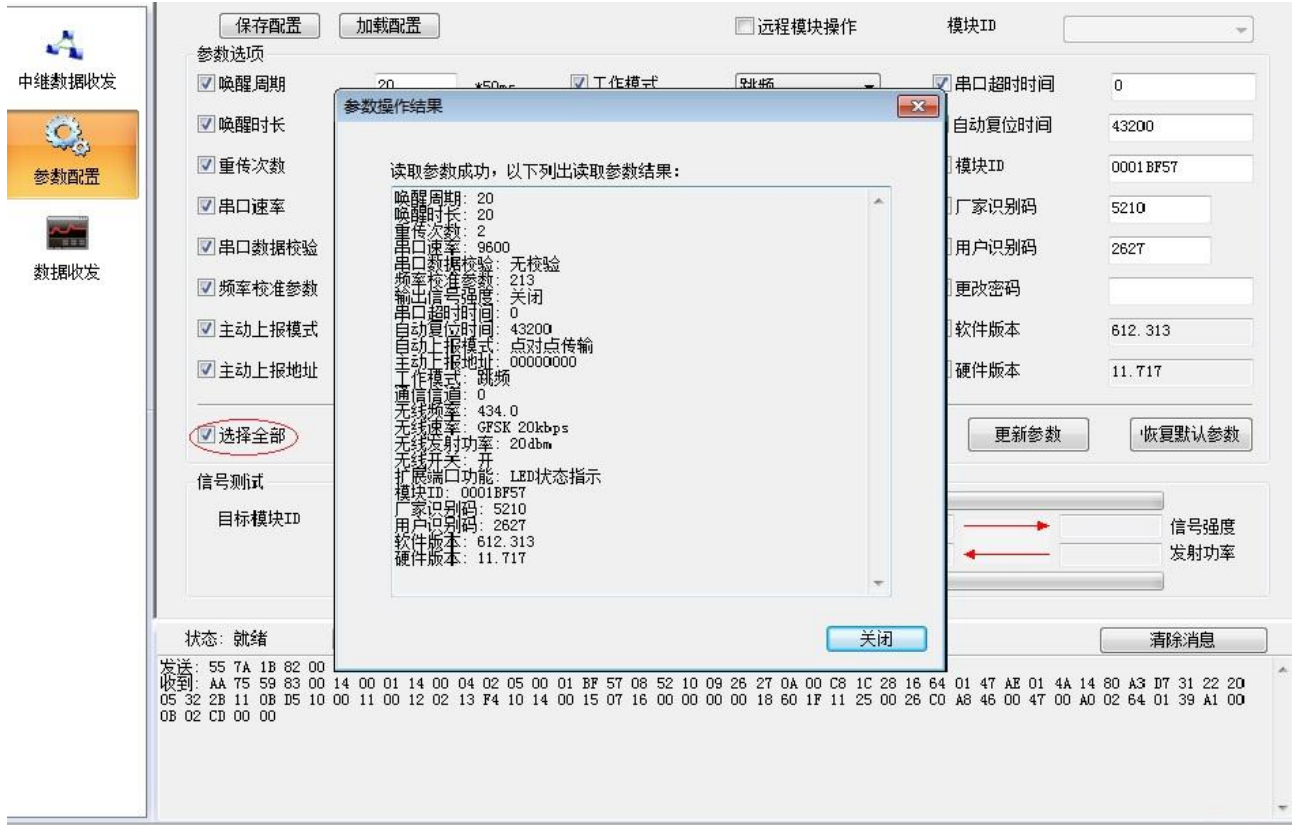 保存配置 加载配置 远程模块操作 模块ID
中继数据收发
参数配置
数据收发
参数选项
唤醒周期 20 *50ms 工作模式 跳频 串口超时时间 0
唤醒时长 自动复位时间 43200
重传次数 模块ID 0001BF57
串口速率 厂家识别码 5210
串口数据校验 用户识别码 2627
频率校准参数 更改密码
主动上报模式 软件版本 612.313
主动上报地址 硬件版本 11.717
选择全部 更新参数 恢复默认参数
参数操作结果
读取参数成功，以下列出读取参数结果:
唤醒周期: 20
唤醒时长: 20
重传次数: 2
串口速率: 9600
串口数据校验: 无校验
频率校准参数: 213
输出信号强度: 关闭
串口超时时间: 0
自动复位时间: 43200
自动上报模式: 点对点传输
主动上报地址: 00000000
工作模式: 跳频
通信信道: 0
无线频率: 434.0
无线速率: GFSK 20kbps
无线发射功率: 20dbm
无线开关: 开
扩展端口功能: LED状态指示
模块ID: 0001BF57
厂家识别码: 5210
用户识别码: 2627
软件版本: 612.313
硬件版本: 11.717
关闭
信号测试
目标模块ID 信号强度
发射功率
状态: 就绪 清除消息
发送: 55 7A 1B 82 00
收到: AA 75 59 83 00 14 00 01 14 00 04 02 05 00 01 BF 57 08 52 10 09 26 27 0A 00 C8 1C 28 16 64 01 47 AE 01 4A 14 80 A3 D7 31 22 20
05 32 2B 11 0B D5 10 00 11 00 12 02 13 F4 10 14 00 15 07 16 00 00 00 00 18 60 1F 11 25 00 26 C0 A8 46 00 47 00 A0 02 64 01 39 A1 00
0B 02 CD 00 00